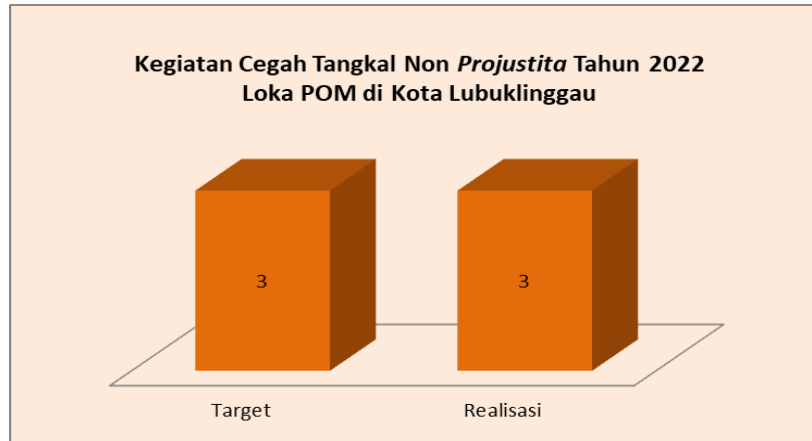 Kegiatan Cegah Tangkal Non Projustita Tahun 2022
Loka POM di Kota Lubuklinggau
3 3
Target Realisasi